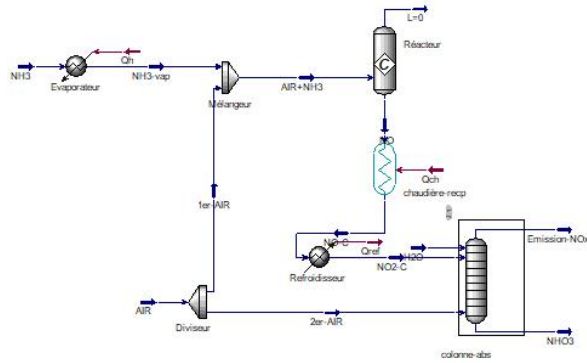 L=0
Réacteur
Qh
NH3
NH3-vap
Evaporateur
AIR+NH3
Mélangeur
NO
Qch
chaudière-recp
1er-AIR
NO-C
Qref
H2O
Emission-NOx
NO2-C
Refroidisseur
AIR
Diviseur
2er-AIR
NHO3
colonne-abs